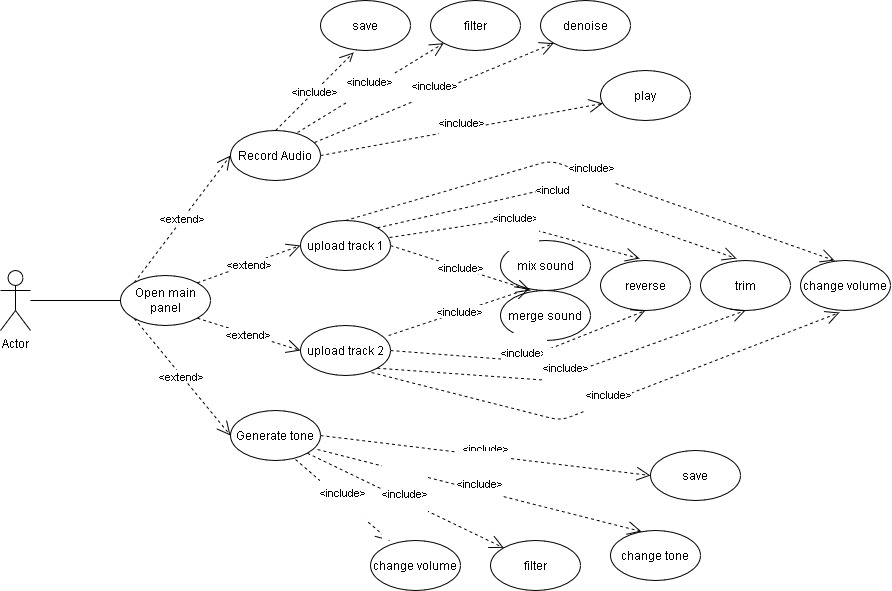 save
filter
denoise
<include>
<include>
<include>
play
<include>
Record Audio
<include>
<includ
<extend>
<include>
upload track 1
<extend>
<include>
mix sound
Open main
panel
reverse
trim
change volume
<include>
merge sound
<extend>
Actor
upload track 2
<include>
<include>
<extend>
<include>
Generate tone
<include>
save
<include>
<include>
<include>
change tone
change volume
filter